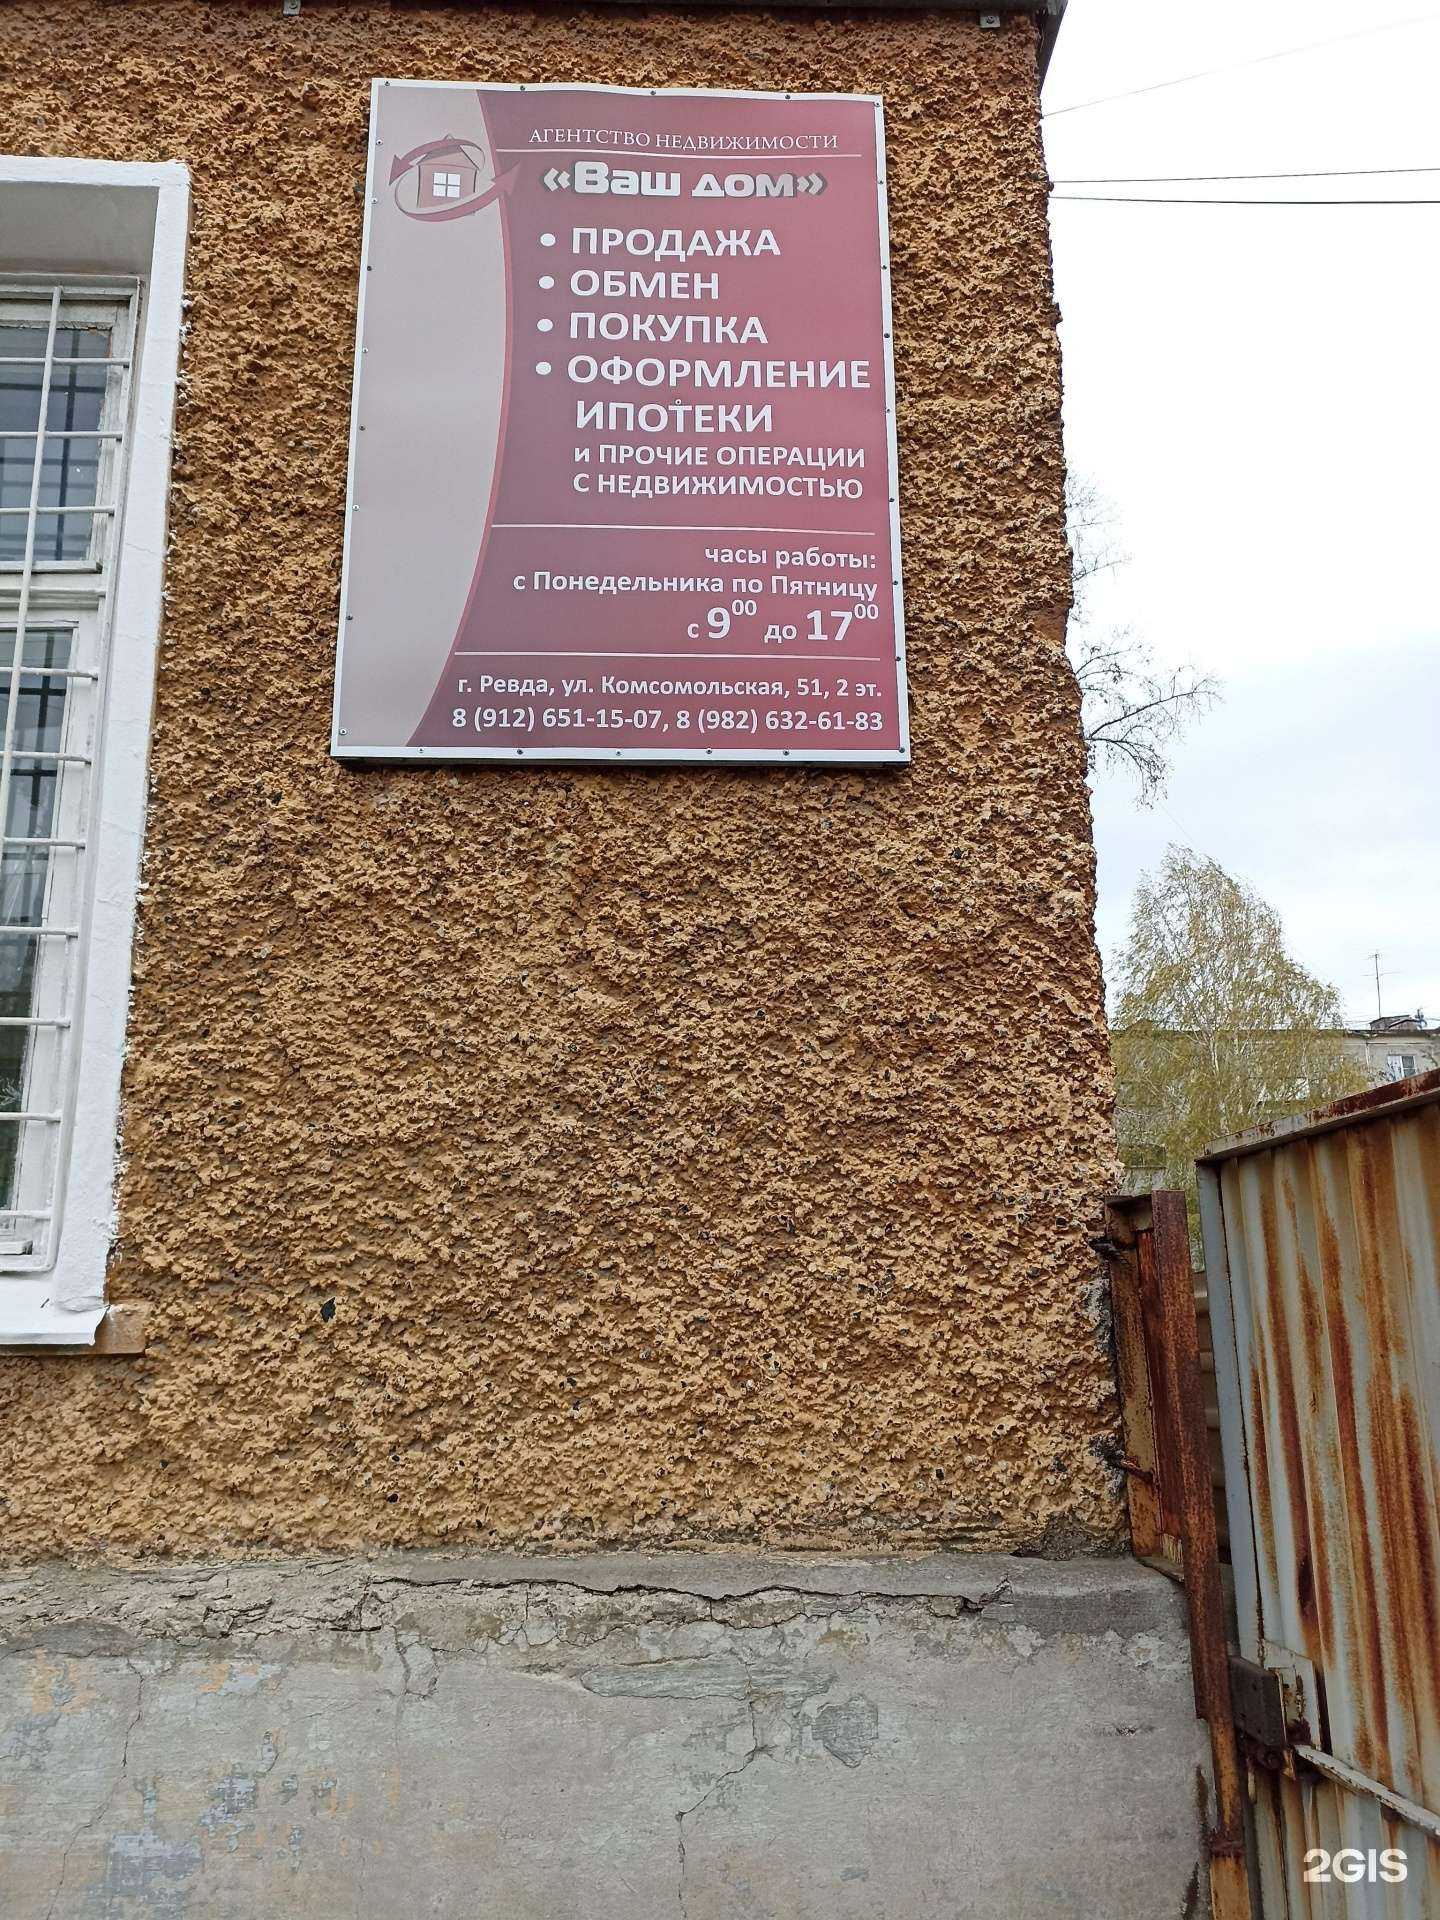 АГЕНТСТВО НЕДВИЖИМОСТИ
«Ваш дом»
• ПРОДАЖА
• ОБМЕН
• ПОКУПКА
• ОФОРМЛЕНИЕ
ИПОТЕКИ
и ПРОЧИЕ ОПЕРАЦИИ
С НЕДВИЖИМОСТЬЮ
часы работы:
с Понедельника по Пятницу
с 9⁰⁰ до 17⁰⁰
г. Ревда, ул. Комсомольская, 51, 2 эт.
8 (912) 651-15-07, 8 (982) 632-61-83
2GIS